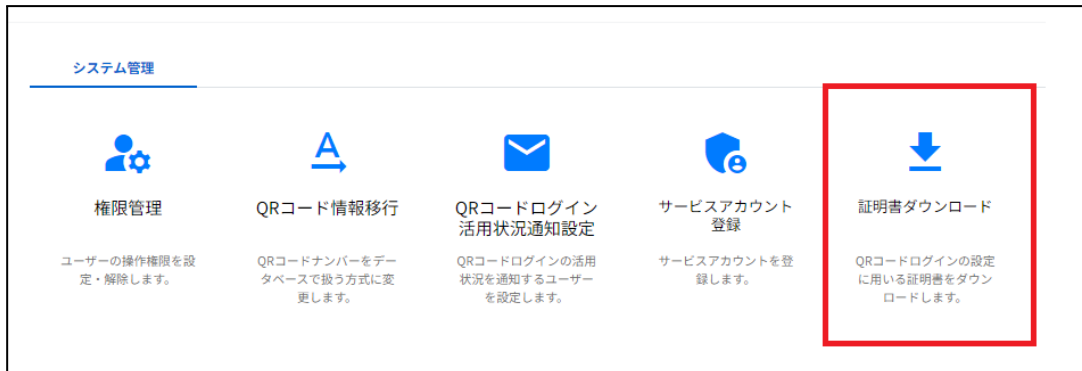 システム管理
権限管理
ユーザーの操作権限を設
定・解除します。
QRコード情報移行
QRコードナンバーをデー
タベースで扱う方式に変
更します。
QRコードログイン
活用状況通知設定
QRコードログインの活用
状況を通知するユーザー
を設定します。
サービスアカウント
登録
サービスアカウントを登
録します。
証明書ダウンロード
QRコードログインの設定
に用いる証明書をダウン
ロードします。